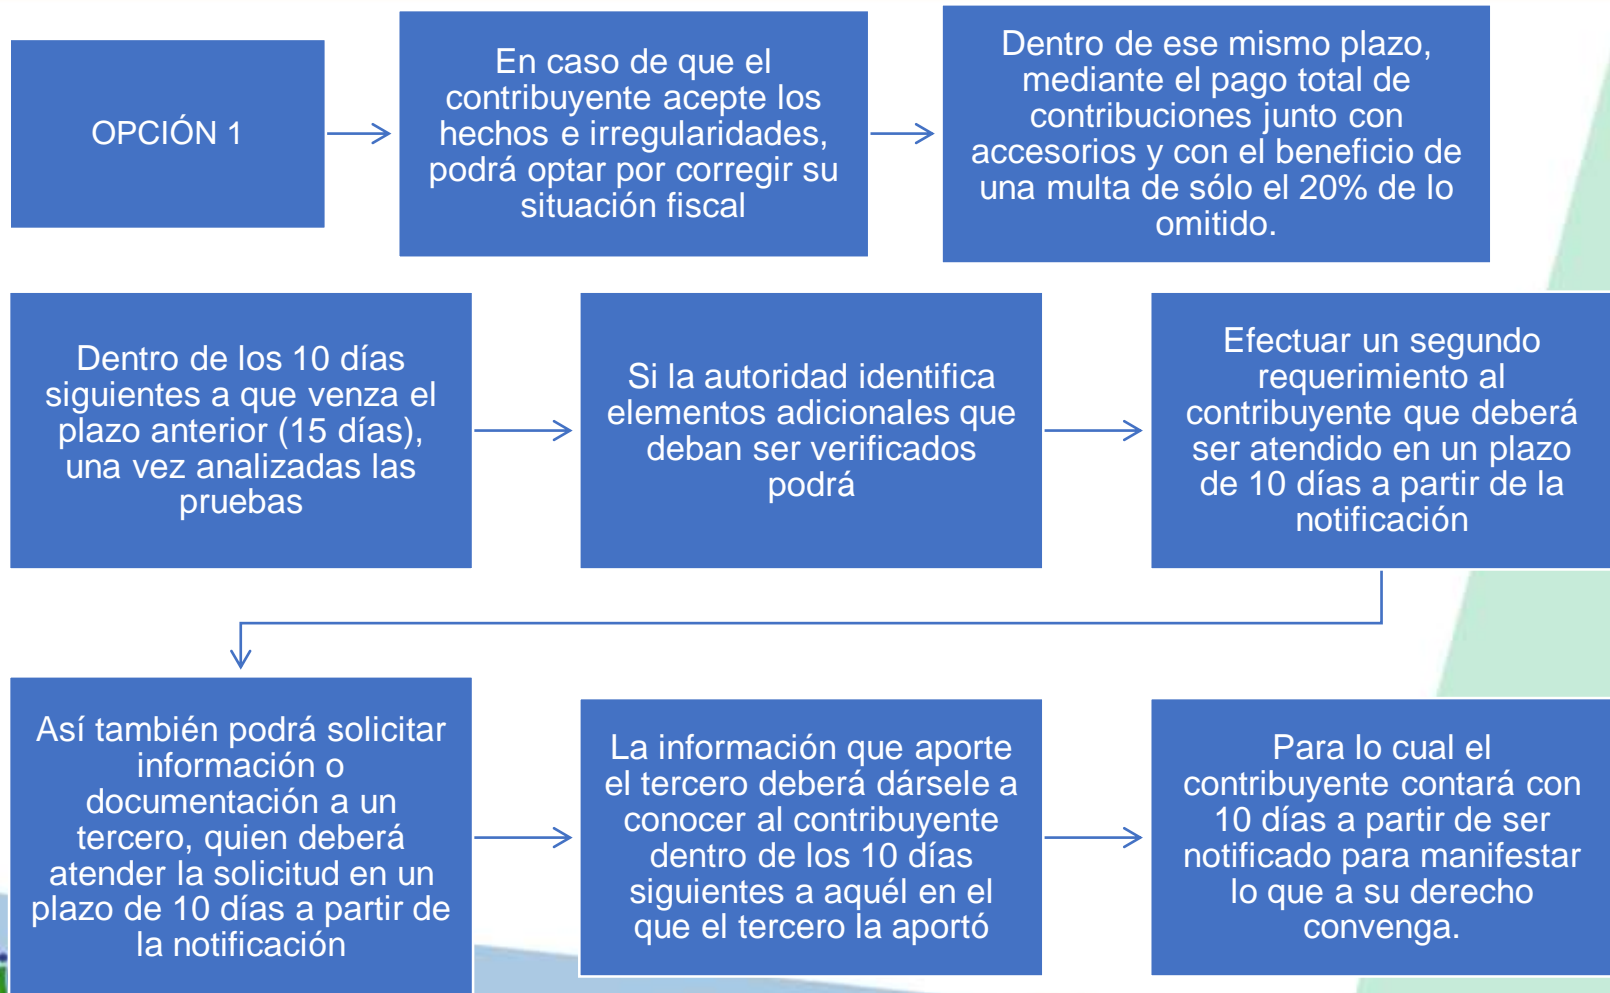 OPCIÓN 1
En caso de que el
contribuyente acepte los
hechos e irregularidades,
podrá optar por corregir su
situación fiscal
Dentro de ese mismo plazo,
mediante el pago total de
contribuciones junto con
accesorios y con el beneficio de
una multa de sólo el 20% de lo
omitido.
Dentro de los 10 días
siguientes a que venza el
plazo anterior (15 días),
una vez analizadas las
pruebas
Si la autoridad identifica
elementos adicionales que
deban ser verificados
podrá
Efectuar un segundo
requerimiento al
contribuyente que deberá
ser atendido en un plazo
de 10 días a partir de la
notificación
Así también podrá solicitar
información o
documentación a un
tercero, quien deberá
atender la solicitud en un
plazo de 10 días a partir de
la notificación
La información que aporte
el tercero deberá dársele a
conocer al contribuyente
dentro de los 10 días
siguientes a aquél en el
que el tercero la aportó
Para lo cual el
contribuyente contará con
10 días a partir de ser
notificado para manifestar
lo que a su derecho
convenga.